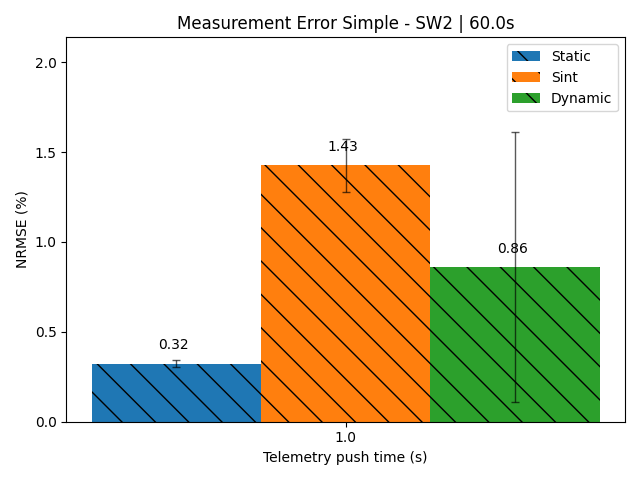 Measurement Error Simple - SW2 | 60.0s
NRMSE (%)
2.0
1.5
1.0
0.5
0.0
Static
Sint
Dynamic
0.32
1.43
0.86
1.0
Telemetry push time (s)